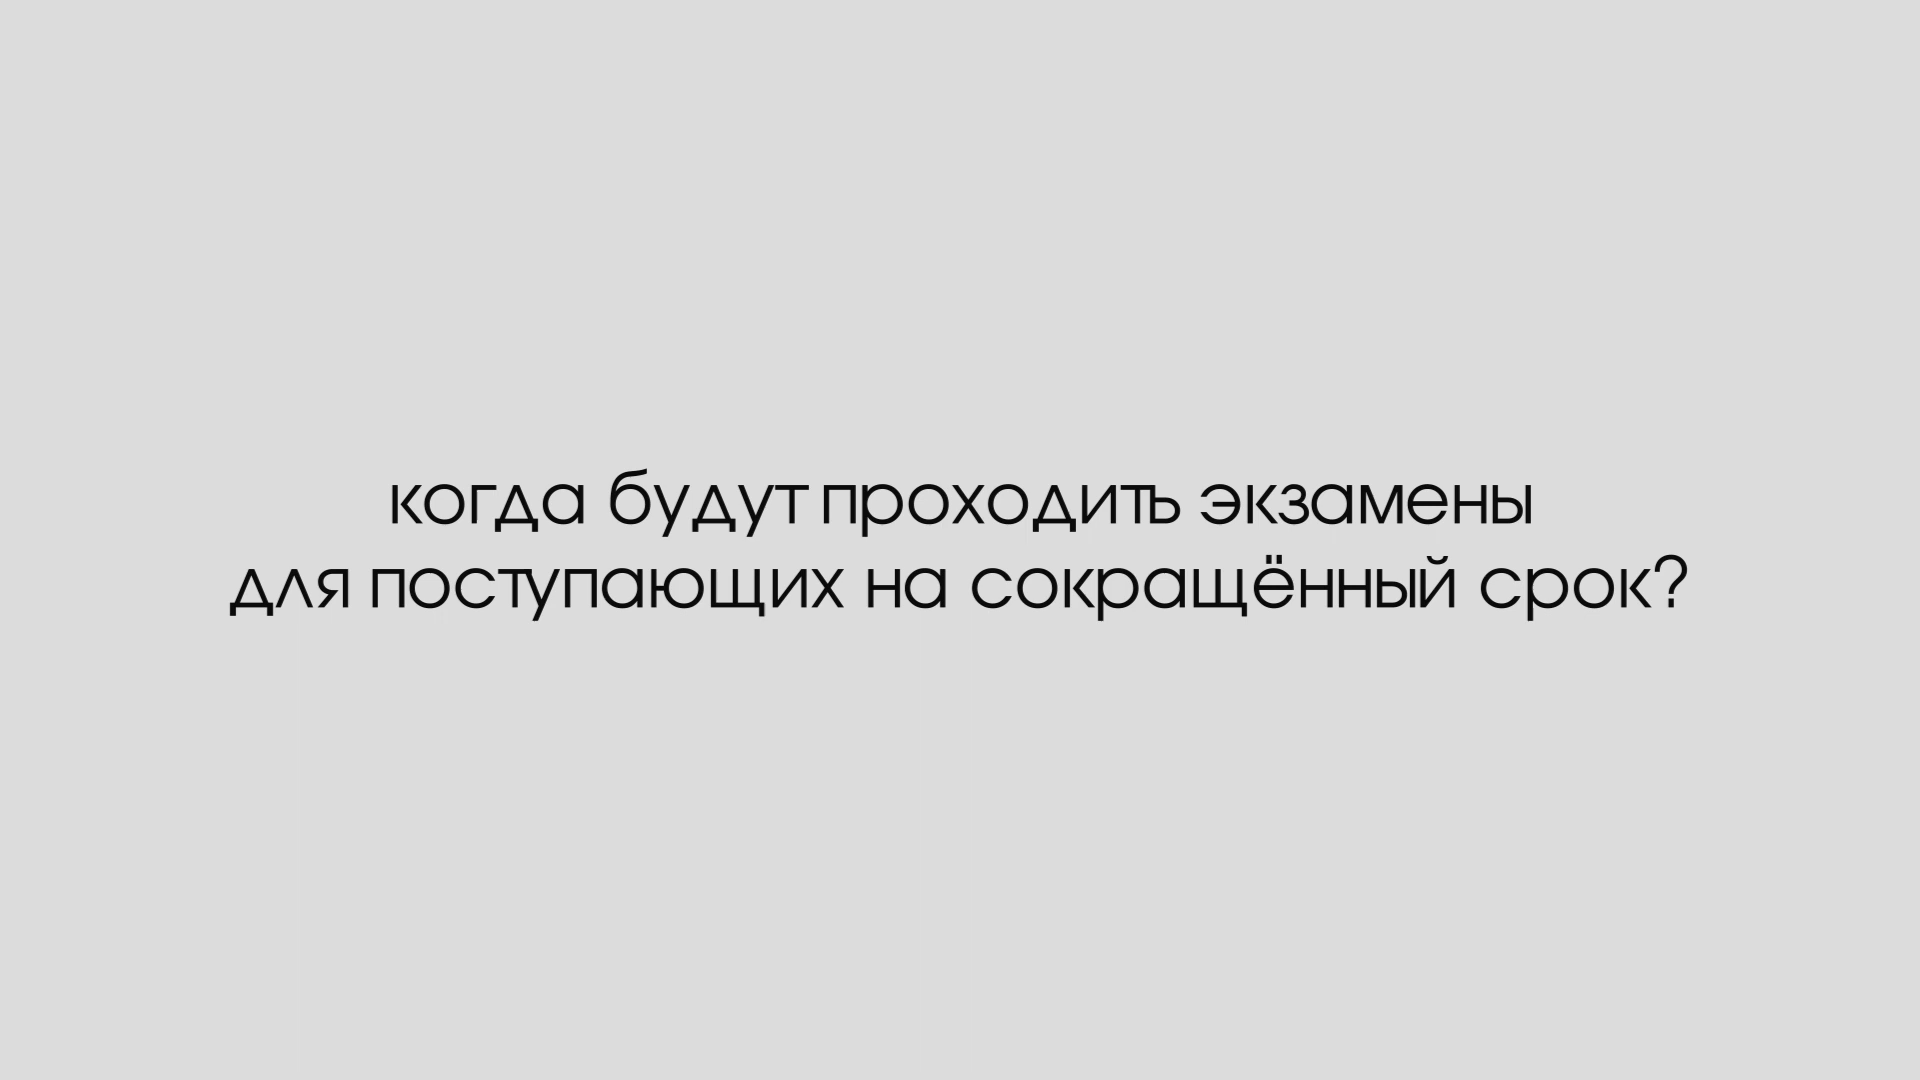 когда будут проходить экзамены
для поступающих на сокращённый срок?